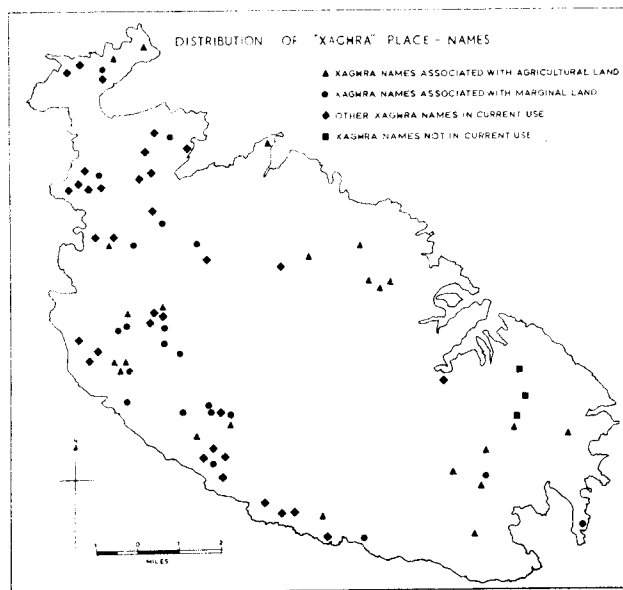 DISTRIBUTION OF "XAGHRA" PLACE - NAMES
XAGHRA NAMES ASSOCIATED WITH AGRICULTURAL LAND
XAGHRA NAMES ASSOCIATED WITH MARGINAL LAND
OTHER XAGHRA NAMES IN CURRENT USE
XAGHRA NAMES NOT IN CURRENT USE
1 0 1 2
MILES